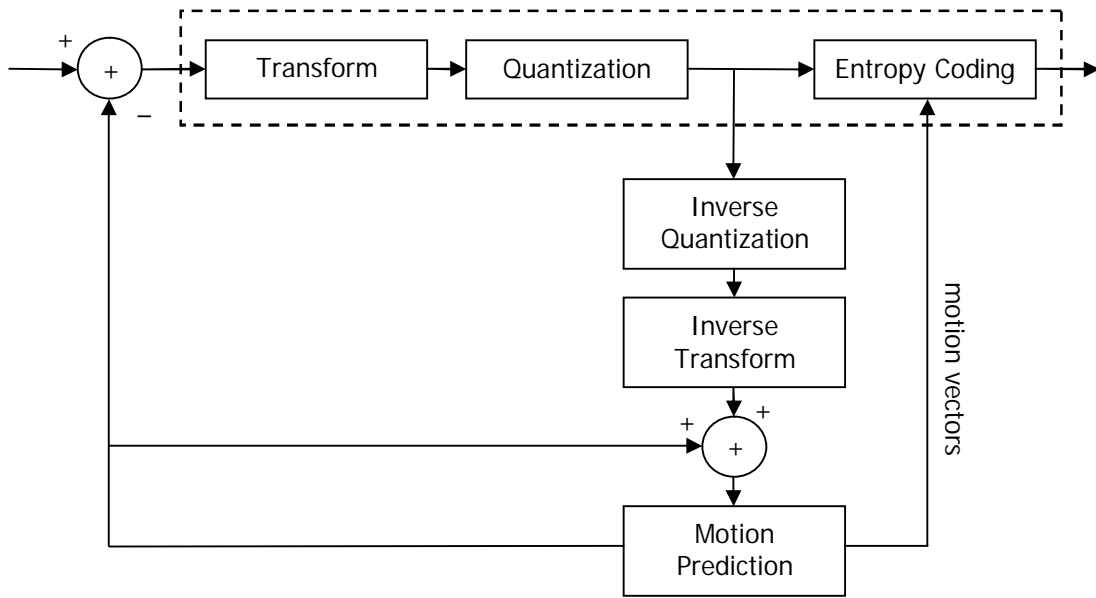 +
+
−
Transform
Quantization
Entropy Coding
Inverse
Quantization
Inverse
Transform
motion vectors
+
+
+
Motion
Prediction